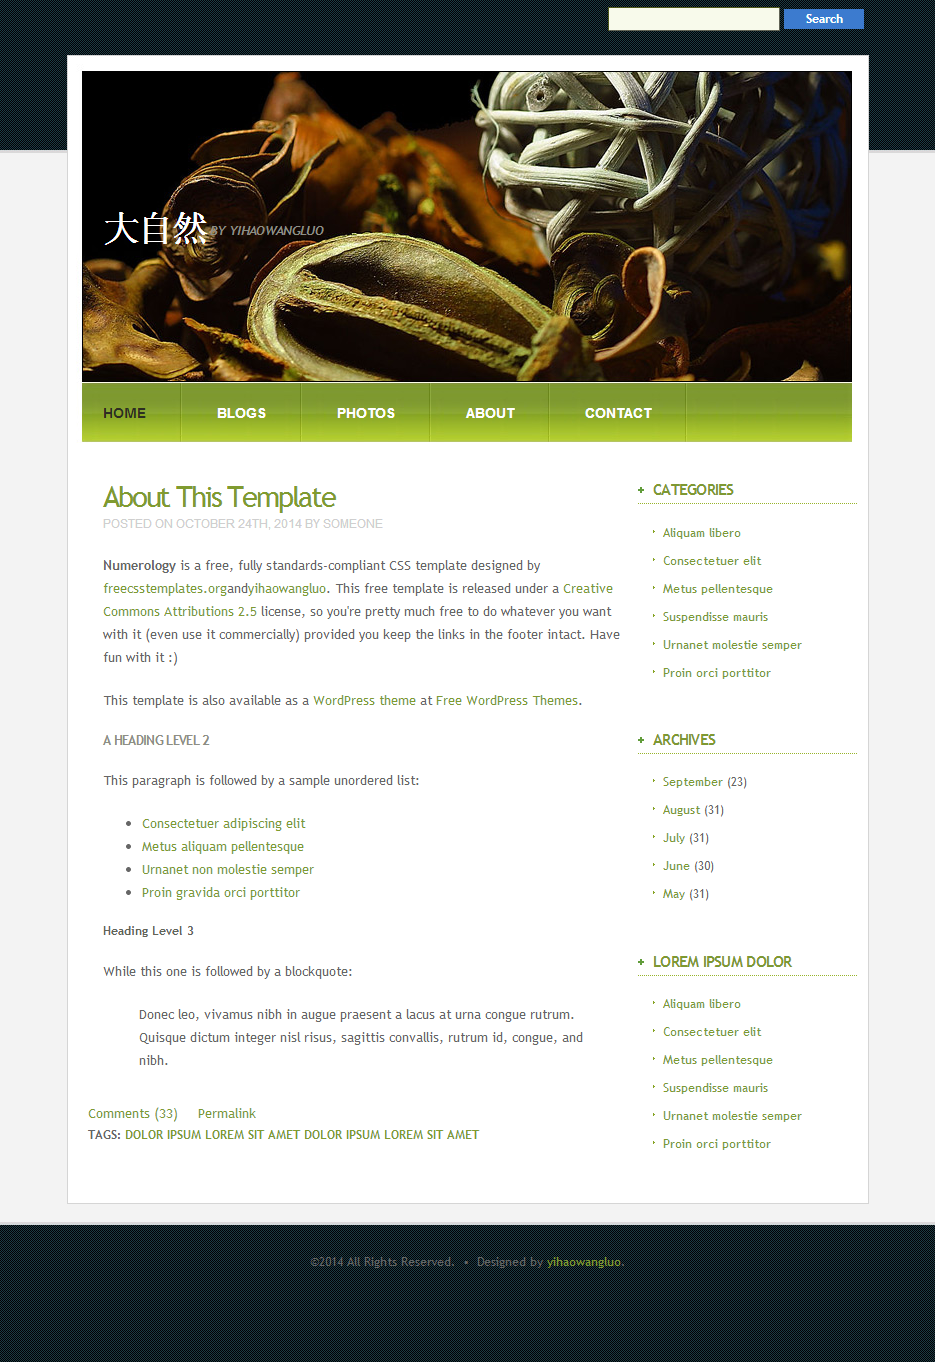 Search
大自然 BY YIHAOWANGLUO
HOME
BLOGS
PHOTOS
ABOUT
CONTACT
About This Template
POSTED ON OCTOBER 24TH, 2014 BY SOMEONE
Numerology is a free, fully standards-compliant CSS template designed by
freecsstemplates.organdyihaowangluo. This free template is released under a Creative
Commons Attributions 2.5 license, so you're pretty much free to do whatever you want
with it (even use it commercially) provided you keep the links in the footer intact. Have
fun with it :)
This template is also available as a WordPress theme at Free WordPress Themes.
A HEADING LEVEL 2
This paragraph is followed by a sample unordered list:
Consectetuer adipiscing elit
Metus aliquam pellentesque
Urnanet non molestie semper
Proin gravida orci porttitor
Heading Level 3
While this one is followed by a blockquote:
Donec leo, vivamus nibh in augue praesent a lacus at urna congue rutrum.
Quisque dictum integer nisl risus, sagittis convallis, rutrum id, congue, and
nibh.
Comments (33) Permalink
TAGS: DOLOR IPSUM LOREM SIT AMET DOLOR IPSUM LOREM SIT AMET
CATEGORIES
Aliquam libero
Consectetuer elit
Metus pellentesque
Suspendisse mauris
Urnanet molestie semper
Proin orci porttitor
ARCHIVES
September (23)
August (31)
July (31)
June (30)
May (31)
LOREM IPSUM DOLOR
Aliquam libero
Consectetuer elit
Metus pellentesque
Suspendisse mauris
Urnanet molestie semper
Proin orci porttitor
©2014 All Rights Reserved. • Designed by yihaowangluo.